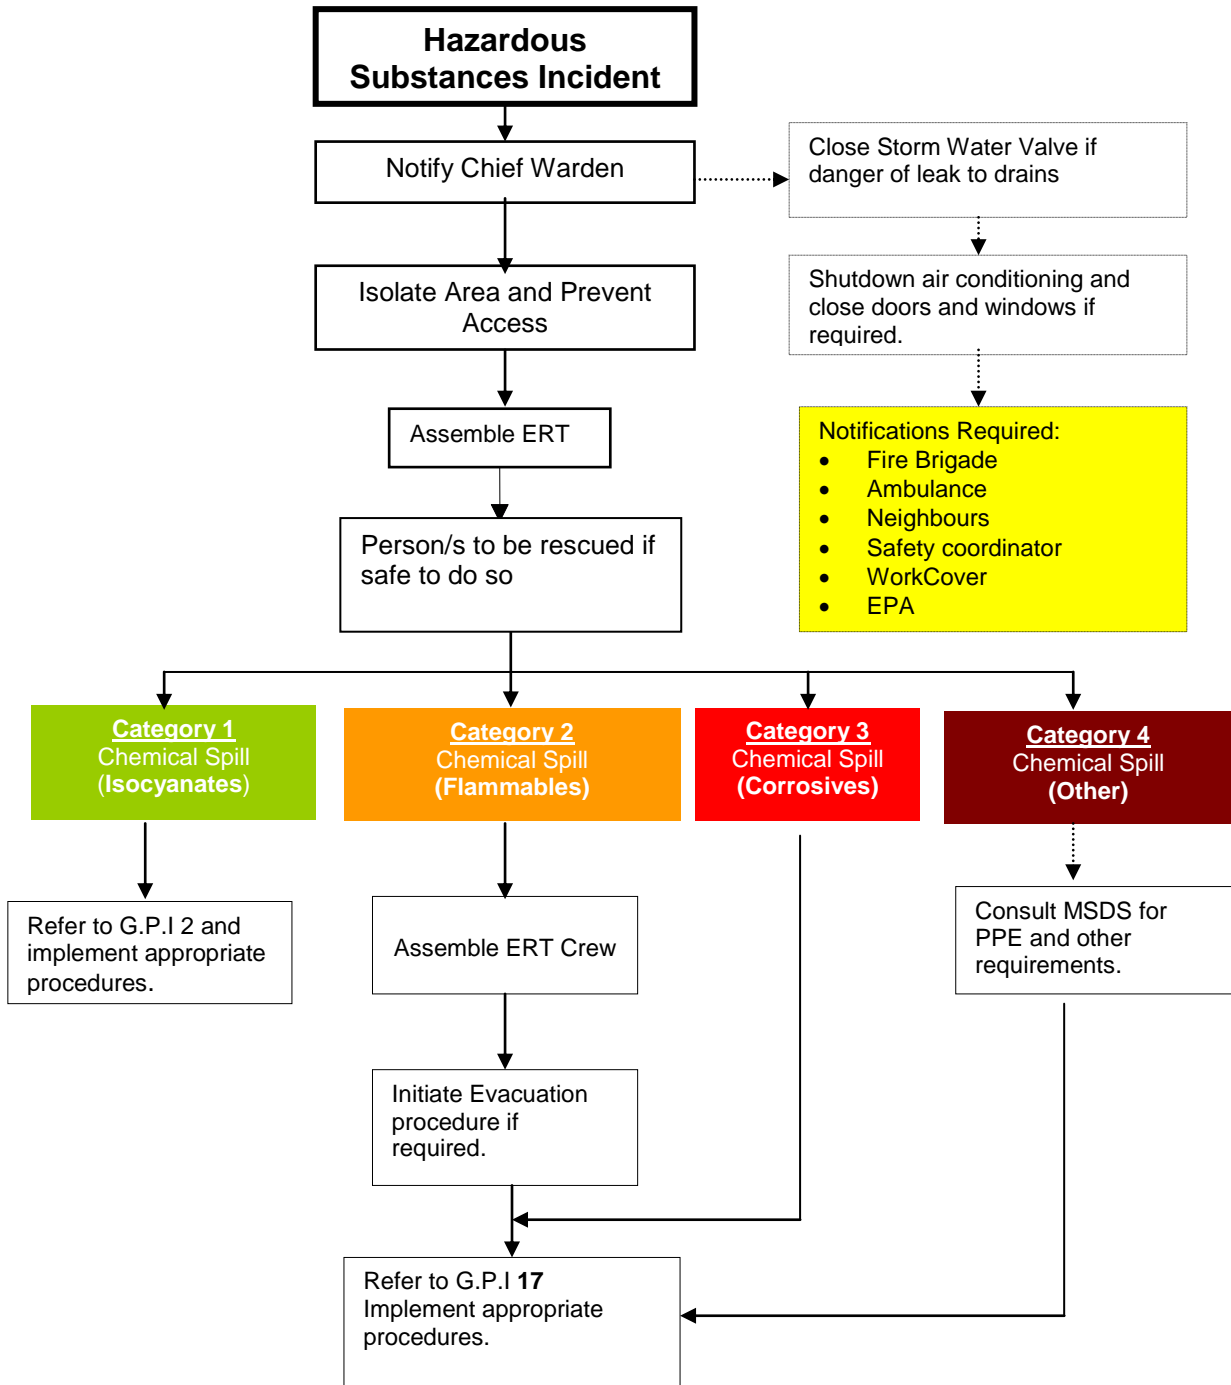 Hazardous
Substances Incident
Notify Chief Warden
Close Storm Water Valve if
danger of leak to drains
Isolate Area and Prevent
Access
Shutdown air conditioning and
close doors and windows if
required.
Assemble ERT
Notifications Required:
• Fire Brigade
• Ambulance
• Neighbours
• Safety coordinator
• WorkCover
• EPA
Person/s to be rescued if
safe to do so
Category 1
Chemical Spill
(Isocyanates)
Category 2
Chemical Spill
(Flammables)
Category 3
Chemical Spill
(Corrosives)
Category 4
Chemical Spill
(Other)
Refer to G.P.I 2 and
implement appropriate
procedures.
Assemble ERT Crew
Consult MSDS for
PPE and other
requirements.
Initiate Evacuation
procedure if
required.
Refer to G.P.I 17
Implement appropriate
procedures.